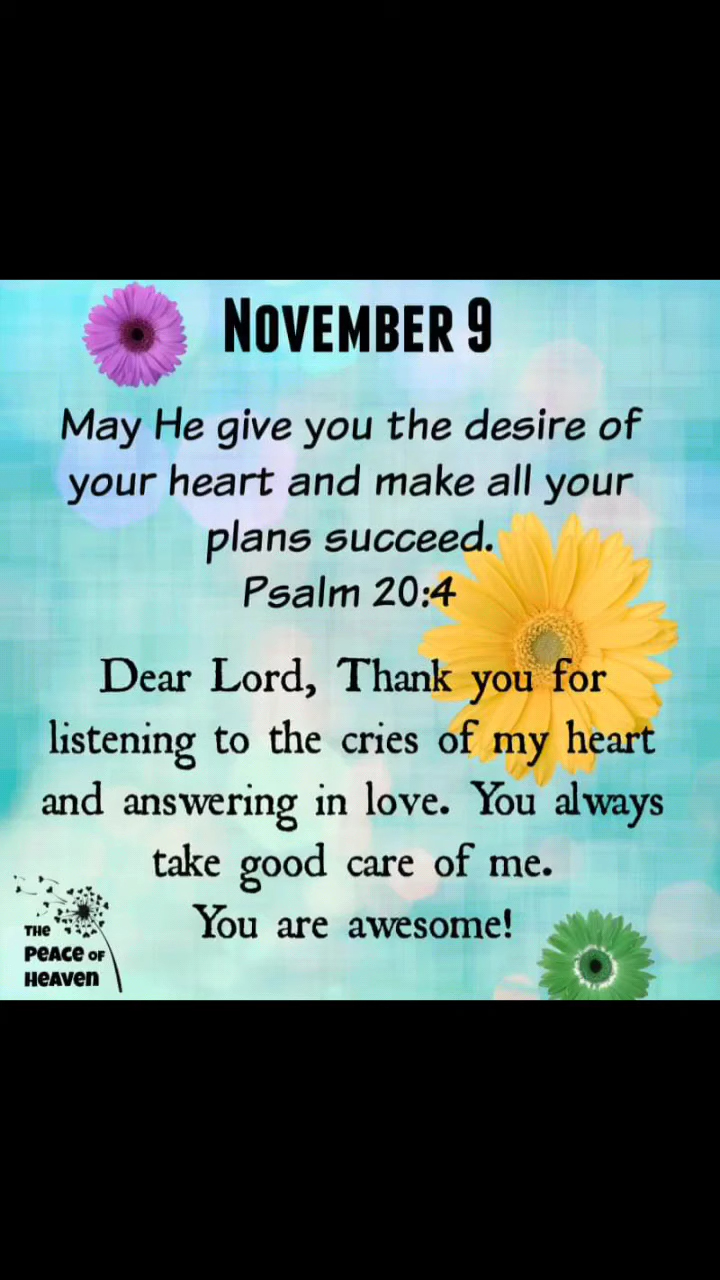 November 9
May He give you the desire of
your heart and make all your
plans succeed.
Psalm 20:4
Dear Lord, Thank you for
listening to the cries of my heart
and answering in love. You always
take good care of me.
You are awesome!
The
Peace of
Heaven